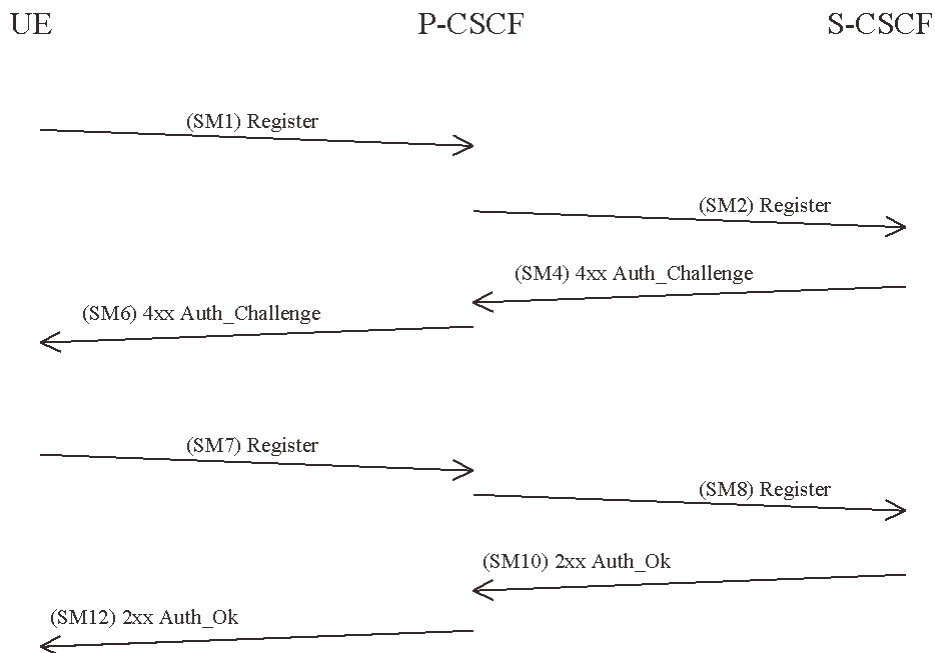 UE P-CSCF S-CSCF
(SM1) Register
(SM2) Register
(SM4) 4xx Auth_Challenge
(SM6) 4xx Auth_Challenge
(SM7) Register
(SM8) Register
(SM10) 2xx Auth_Ok
(SM12) 2xx Auth_Ok